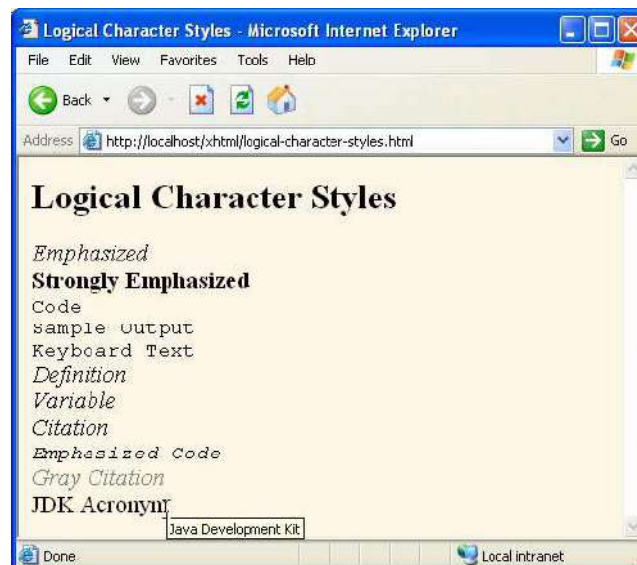 Logical Character Styles - Microsoft Internet Explorer
File Edit View Favorites Tools Help
Back
Address http://localhost/xhtml/logical-character-styles.html Go
Logical Character Styles
Emphasized
Strongly Emphasized
Code
Sample Output
Keyboard Text
Definition
Variable
Citation
Emphasized Code
Gray Citation
JDK Acronym
Java Development Kit
Done Local intranet